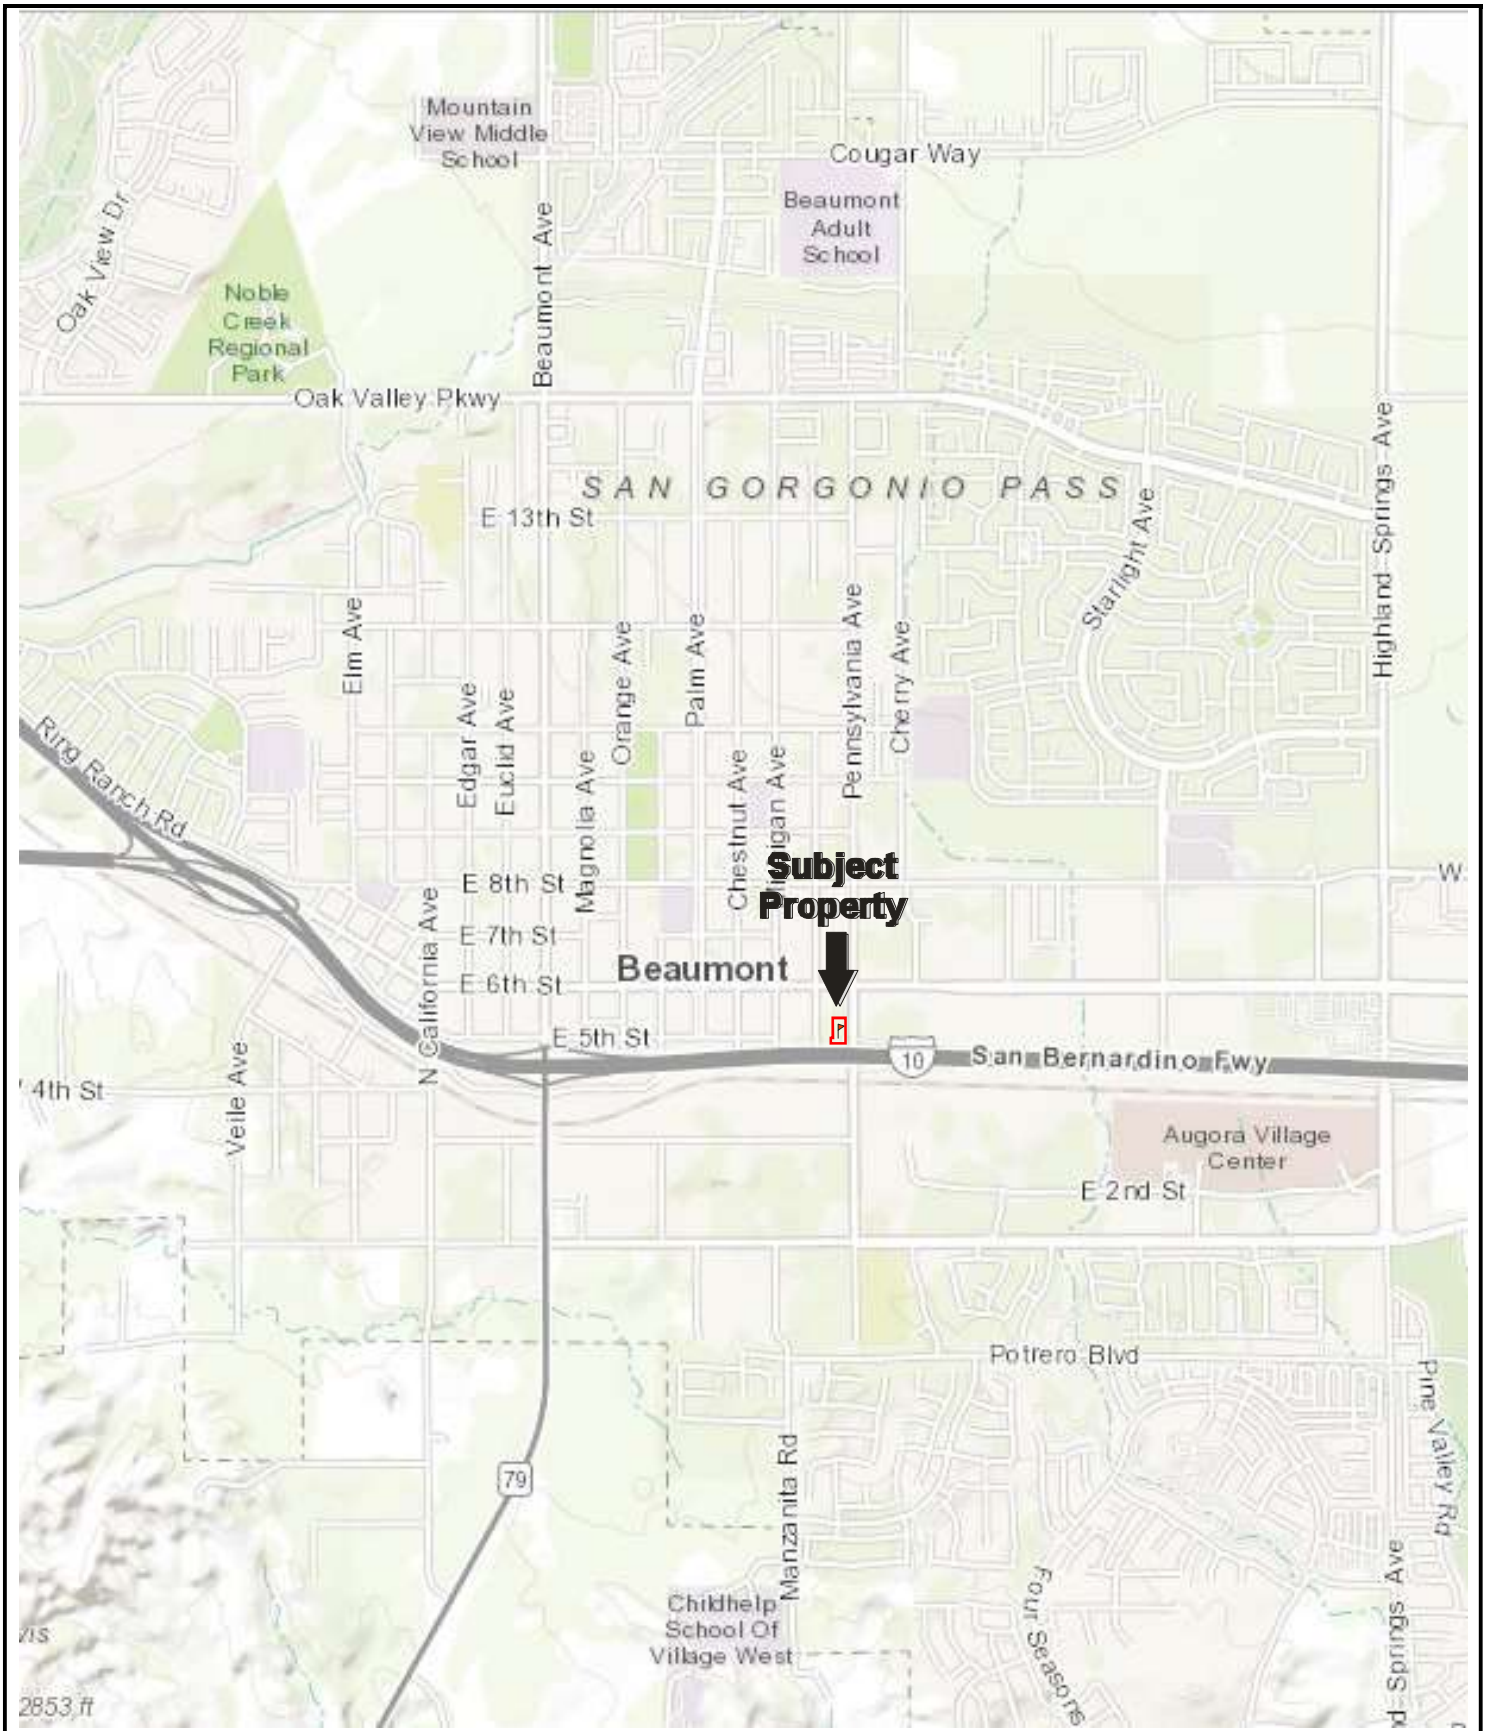 Mountain
View Middle
School
Cougar Way
Beaumont
Adult
School
Oak View Dr
Beaumont Ave
Noble
Creek
Regional
Park
Oak Valley Pkwy
Highland Springs Ave
SAN GORGONIO PASS
E 13th St
Starlight Ave
Elm Ave
Orange Ave
Palm Ave
Pennsylvania Ave
Cherry Ave
Edgar Ave
Euclid Ave
Ring Ranch Rd
Magnolia Ave
Chestnut Ave
Subject
Property
E 8th St
W
N California Ave
E 7th St
Beaumont
E 6th St
E 5th St
10
San Bernardino Fwy
4th St
Veile Ave
Augora Village
Center
E 2nd St
Potrero Blvd
Pine Valley Rd
79
Manzanita Rd
Four Seasons
Springs Ave
Childhelp
School Of
Village West
2853 ft